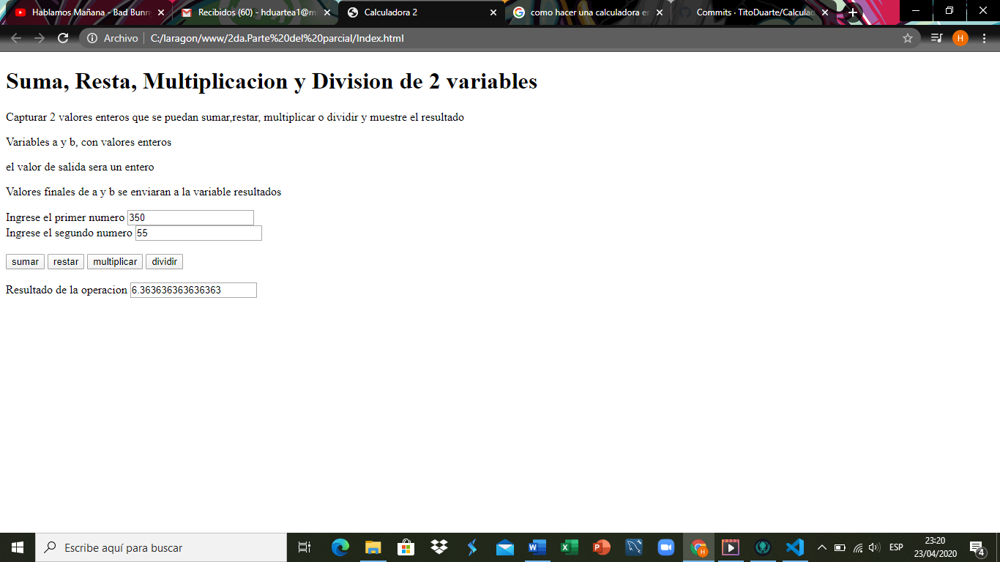 Hablamos Mañana - Bad Bunn
Recibidos (60) - hduartea1@m
Calculadora 2
como hacer una calculadora en
Commits · TitoDuarte/Calculad
Archivo
C:/laragon/www/2da.Parte%20del%20parcial/Index.html
H
Suma, Resta, Multiplicacion y Division de 2 variables
Capturar 2 valores enteros que se puedan sumar,restar, multiplicar o dividir y muestre el resultado
Variables a y b, con valores enteros
el valor de salida sera un entero
Valores finales de a y b se enviaran a la variable resultados
Ingrese el primer numero 350
Ingrese el segundo numero 55
sumar restar multiplicar dividir
Resultado de la operacion 6.363636363636363
Escribe aquí para buscar
ESP
23:20
23/04/2020
4